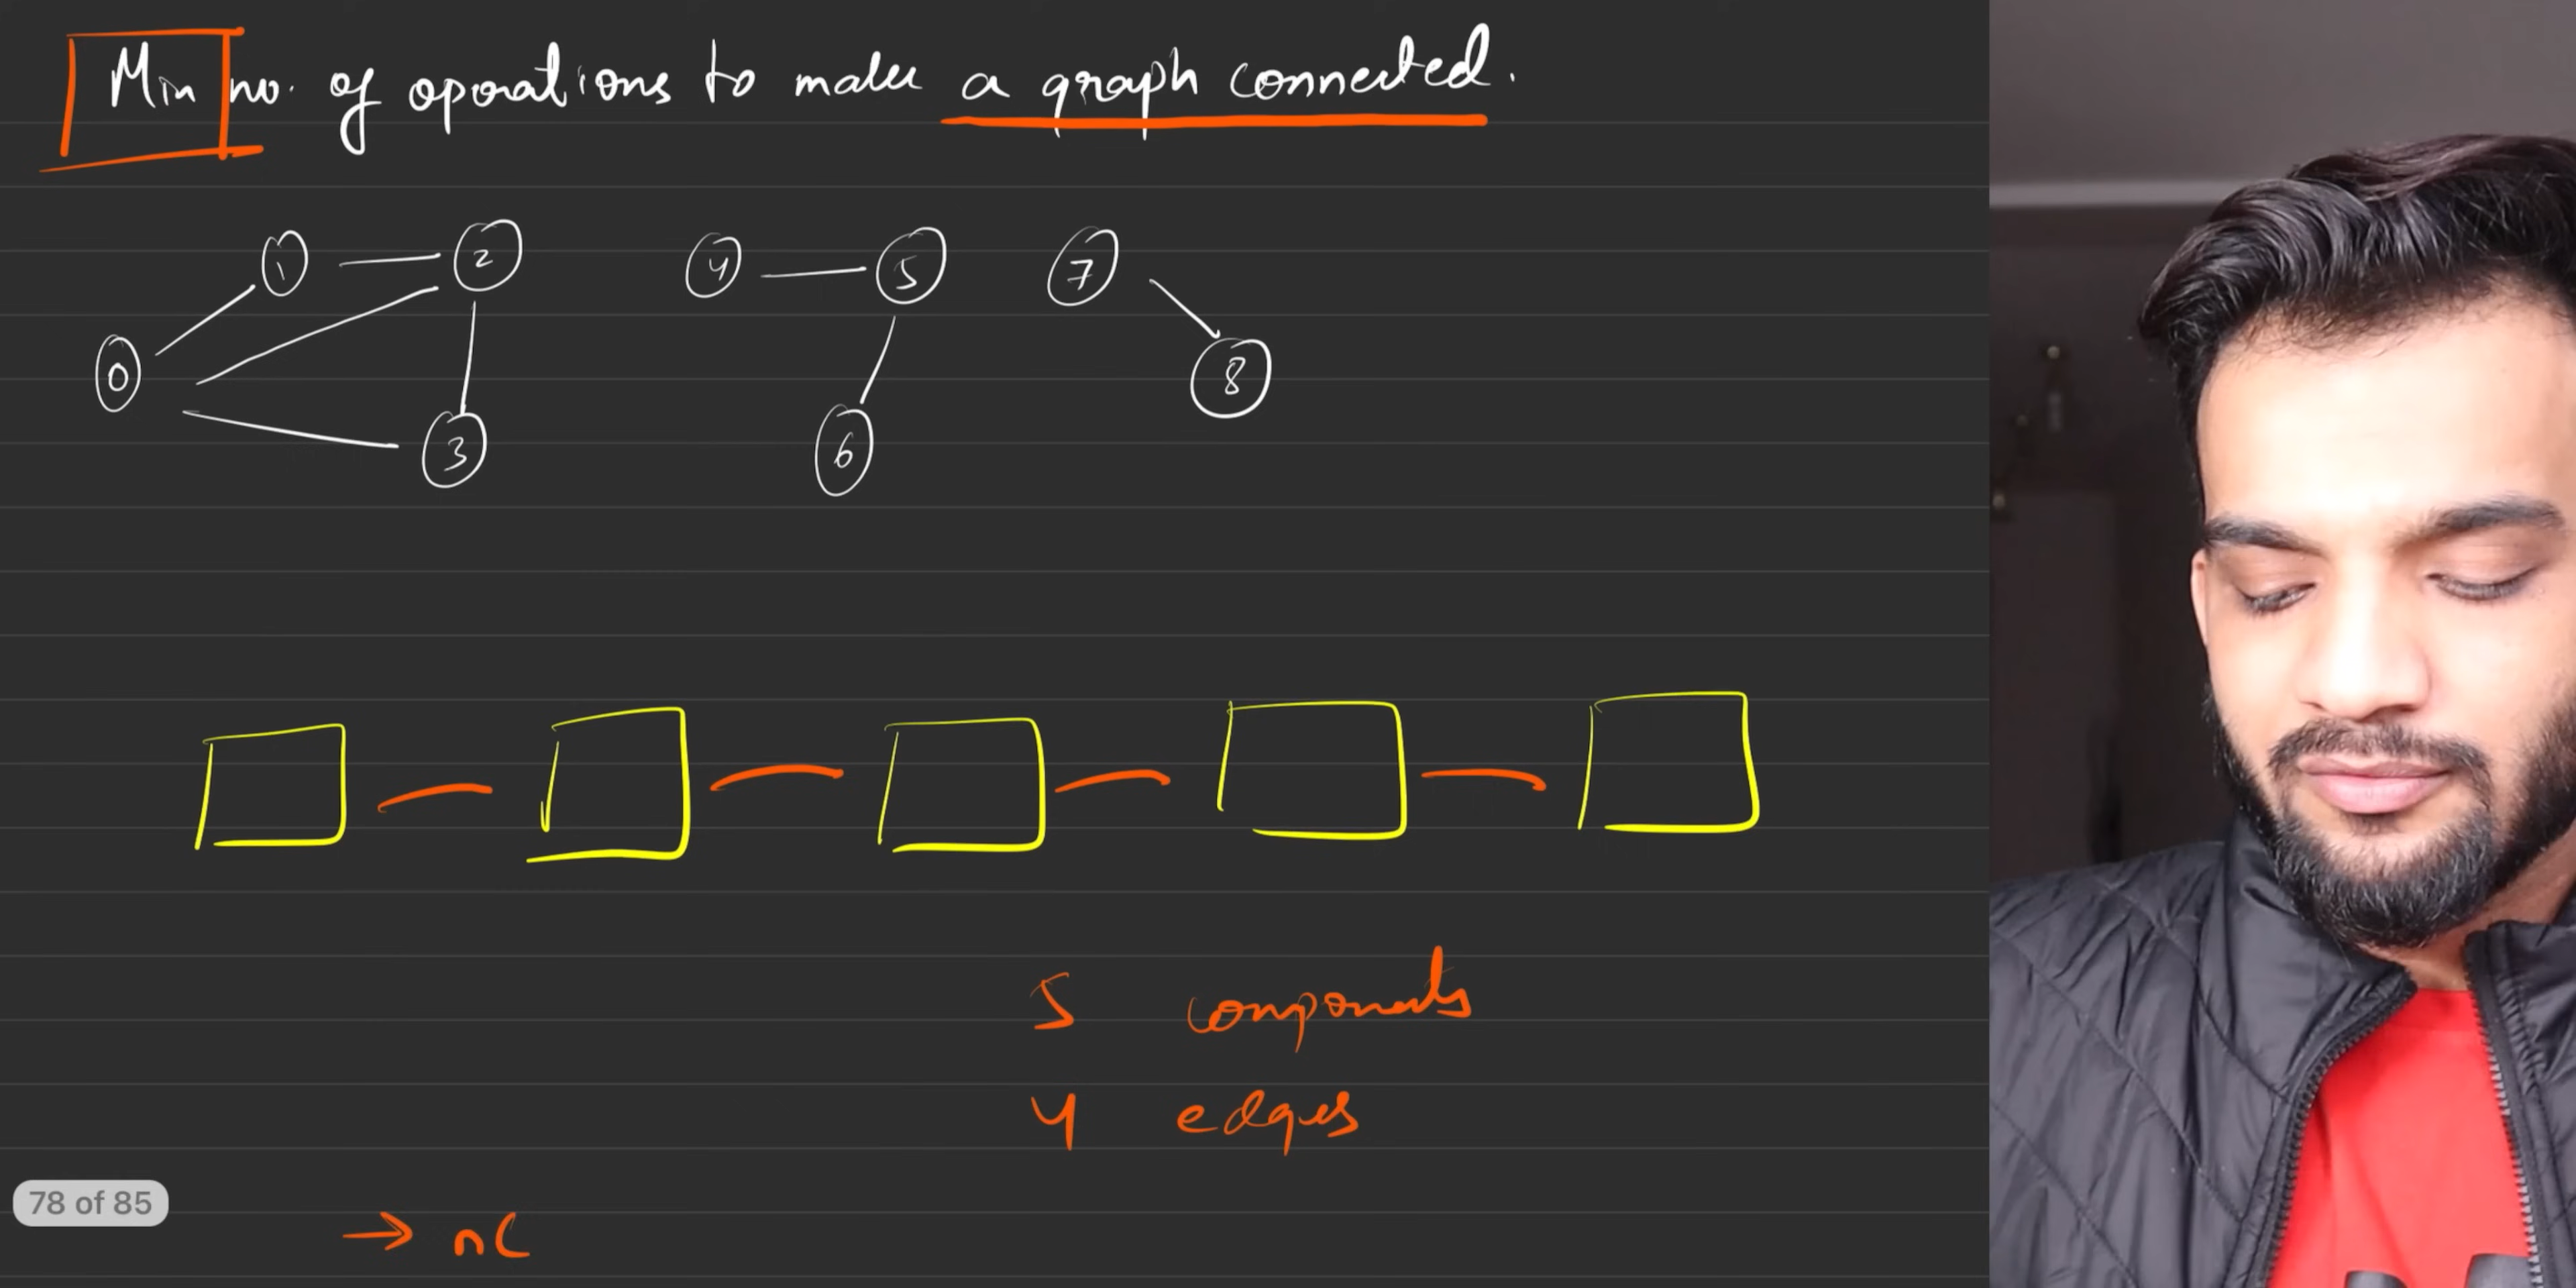 Min no. of operations to make a graph connected.
1 2 4 5 7
0 8
3 6
5 components
4 edges
78 of 85
→ nC